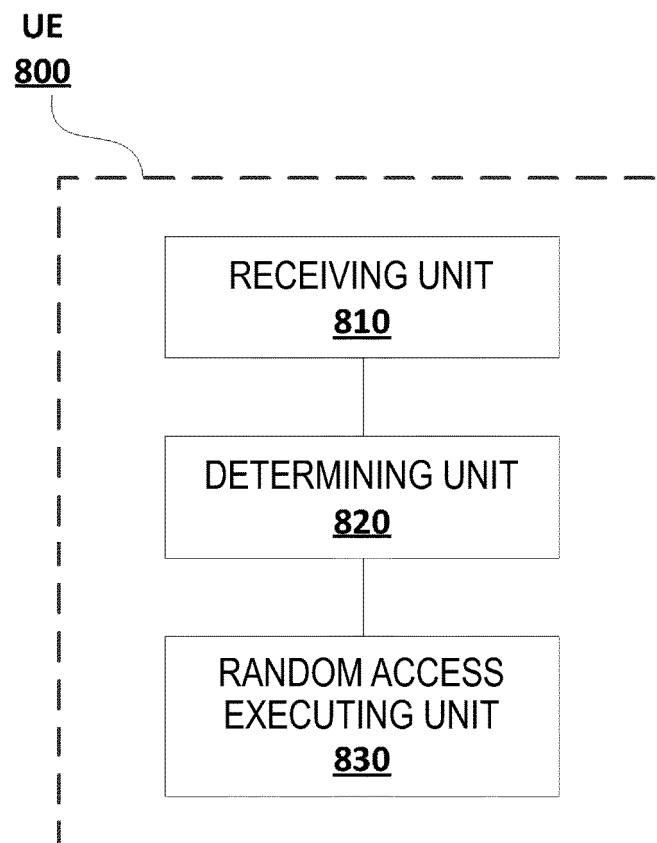 UE
800
RECEIVING UNIT
810
DETERMINING UNIT
820
RANDOM ACCESS
EXECUTING UNIT
830